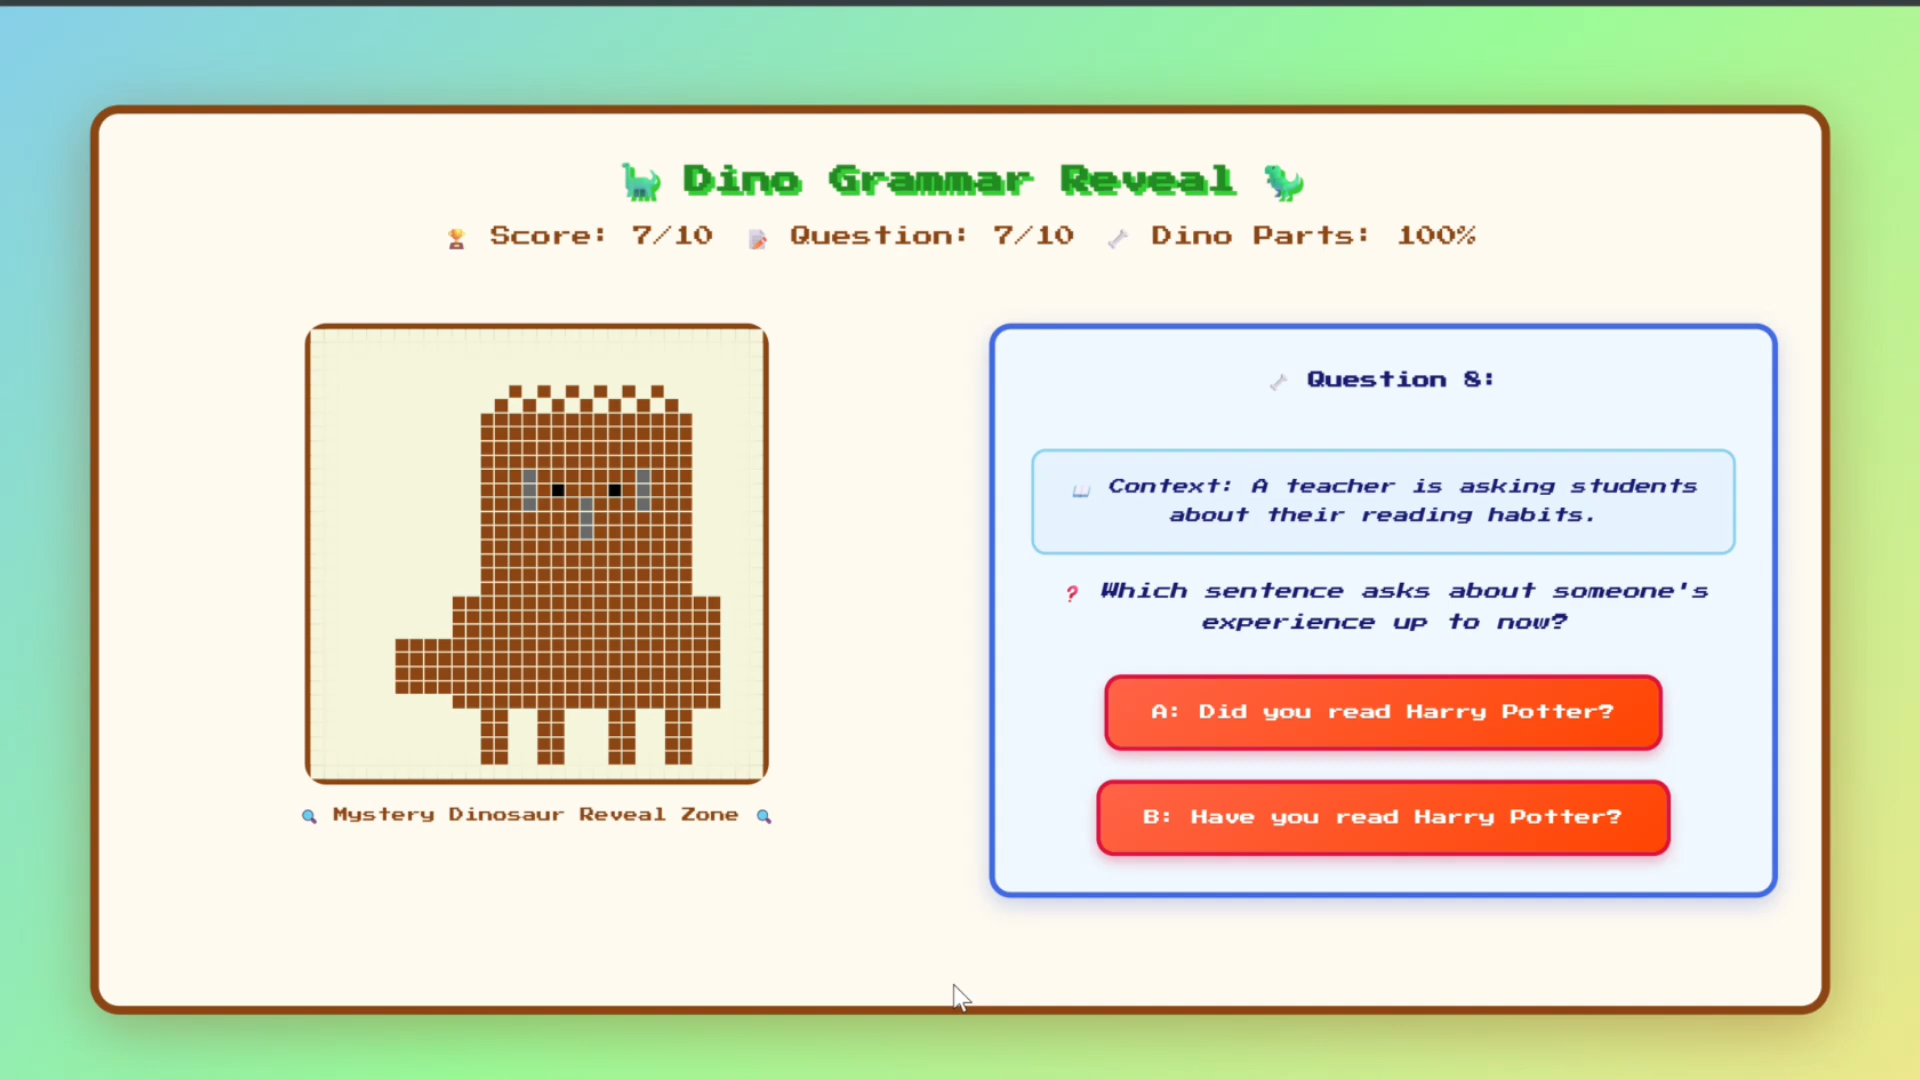 Dino Grammar Reveal
Score: 7/10 Question: 7/10 Dino Parts: 100%
Mystery Dinosaur Reveal Zone
Question 8:
Context: A teacher is asking students
about their reading habits.
Which sentence asks about someone's
experience up to now?
A: Did you read Harry Potter?
B: Have you read Harry Potter?